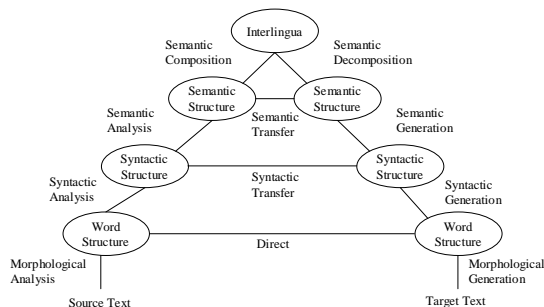 Interlingua
Semantic
Composition
Semantic
Decomposition
Semantic
Structure
Semantic
Structure
Semantic
Transfer
Semantic
Analysis
Semantic
Generation
Syntactic
Structure
Syntactic
Structure
Syntactic
Transfer
Syntactic
Analysis
Syntactic
Generation
Word
Structure
Word
Structure
Direct
Morphological
Analysis
Morphological
Generation
Source Text
Target Text